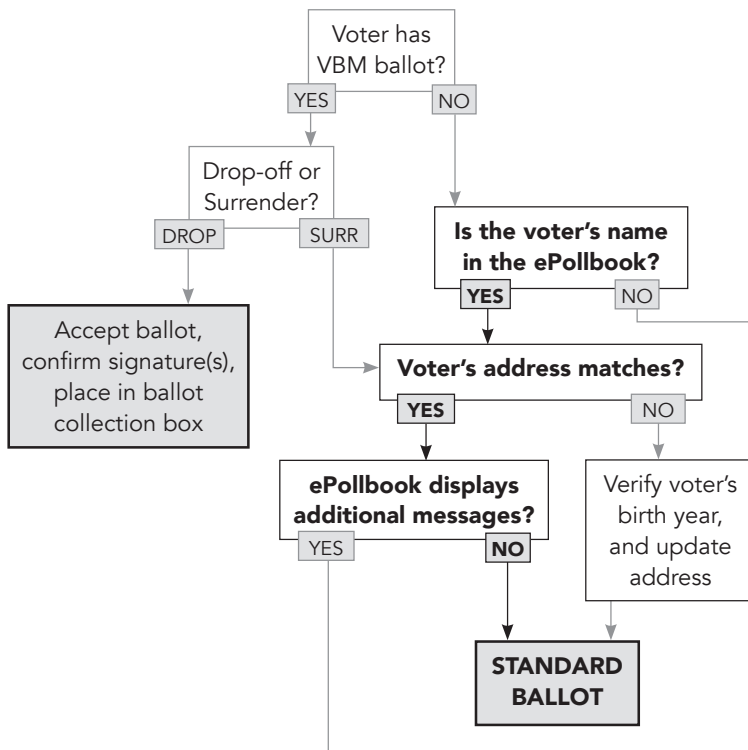 Voter has
VBM ballot?
YES
NO
Drop-off or
Surrender?
DROP
SURR
Is the voter’s name
in the ePollbook?
YES
NO
Accept ballot,
confirm signature(s),
place in ballot
collection box
Voter’s address matches?
YES
NO
ePollbook displays
additional messages?
YES
NO
Verify voter’s
birth year,
and update
address
STANDARD
BALLOT